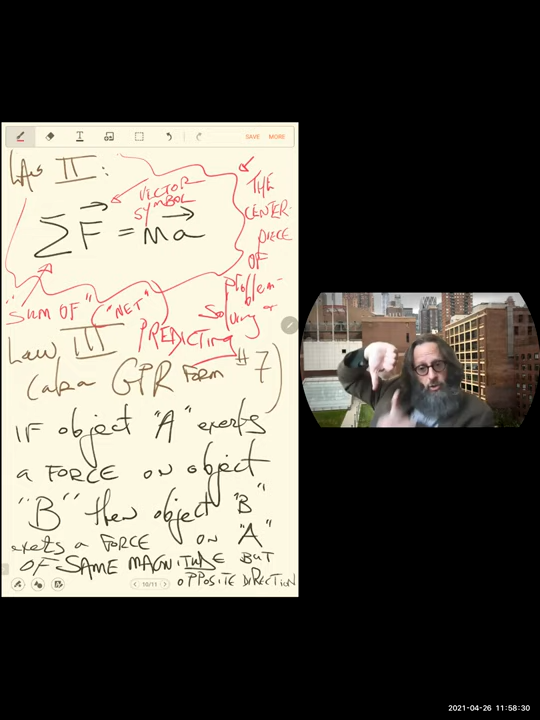 SAVE MORE
LAW II:
VECTOR
SYMBOL
ΣF = ma
THE
CENTER-
PIECE
OF
problem-
solving +
PREDICTING
"SUM OF" "NET"
Law III
(aka GPR FORM #7)
IF object "A" exerts
a FORCE ON object
"B" then object "B"
exerts a FORCE ON "A"
OF SAME MAGNITUDE BUT
OPPOSITE DIRECTION
10/11
2021-04-26 11:58:30